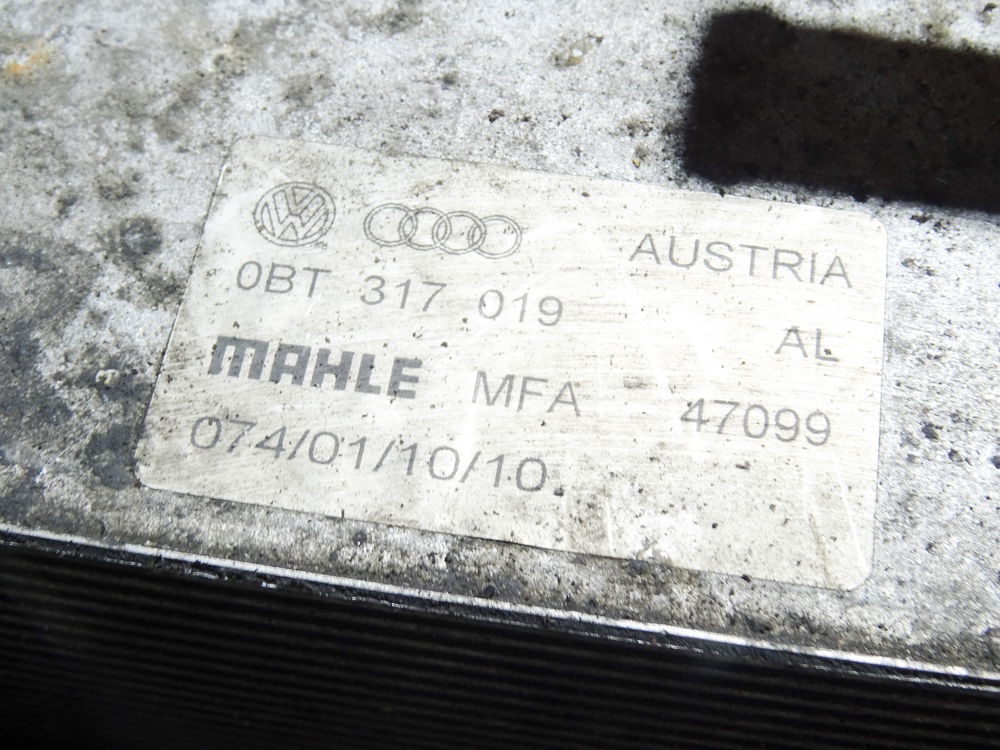 AUSTRIA
0BT 317 019
AL
MAHLE MFA 47099
074/01/10/10